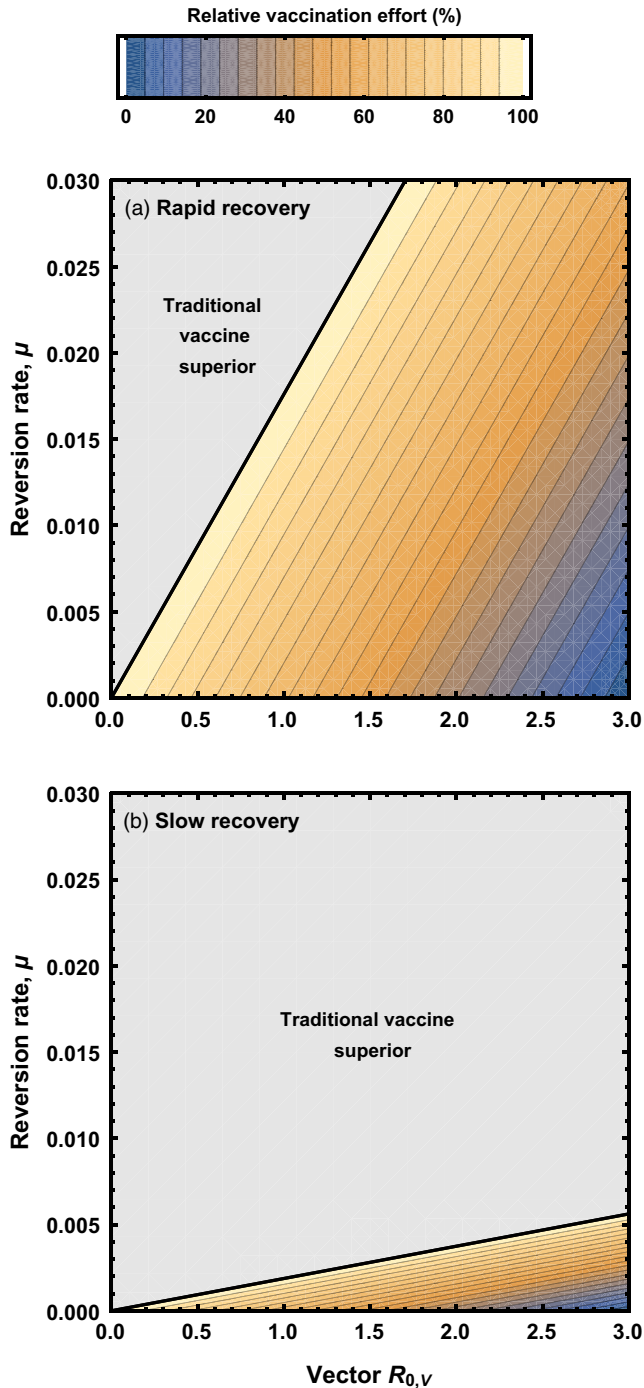 Relative vaccination effort (%)
0 20 40 60 80 100
(a) Rapid recovery
Traditional
vaccine
superior
Reversion rate, μ
0.030
0.025
0.020
0.015
0.010
0.005
0.000
0.0 0.5 1.0 1.5 2.0 2.5 3.0
(b) Slow recovery
Traditional vaccine
superior
Reversion rate, μ
0.030
0.025
0.020
0.015
0.010
0.005
0.000
0.0 0.5 1.0 1.5 2.0 2.5 3.0
Vector R0,V